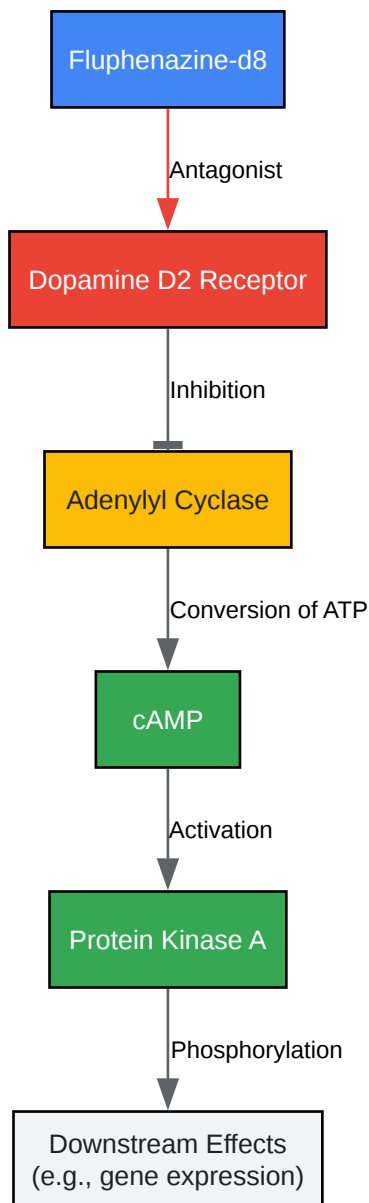 Fluphenazine-d8
Antagonist
Dopamine D2 Receptor
Inhibition
Adenylyl Cyclase
Conversion of ATP
cAMP
Activation
Protein Kinase A
Phosphorylation
Downstream Effects
(e.g., gene expression)